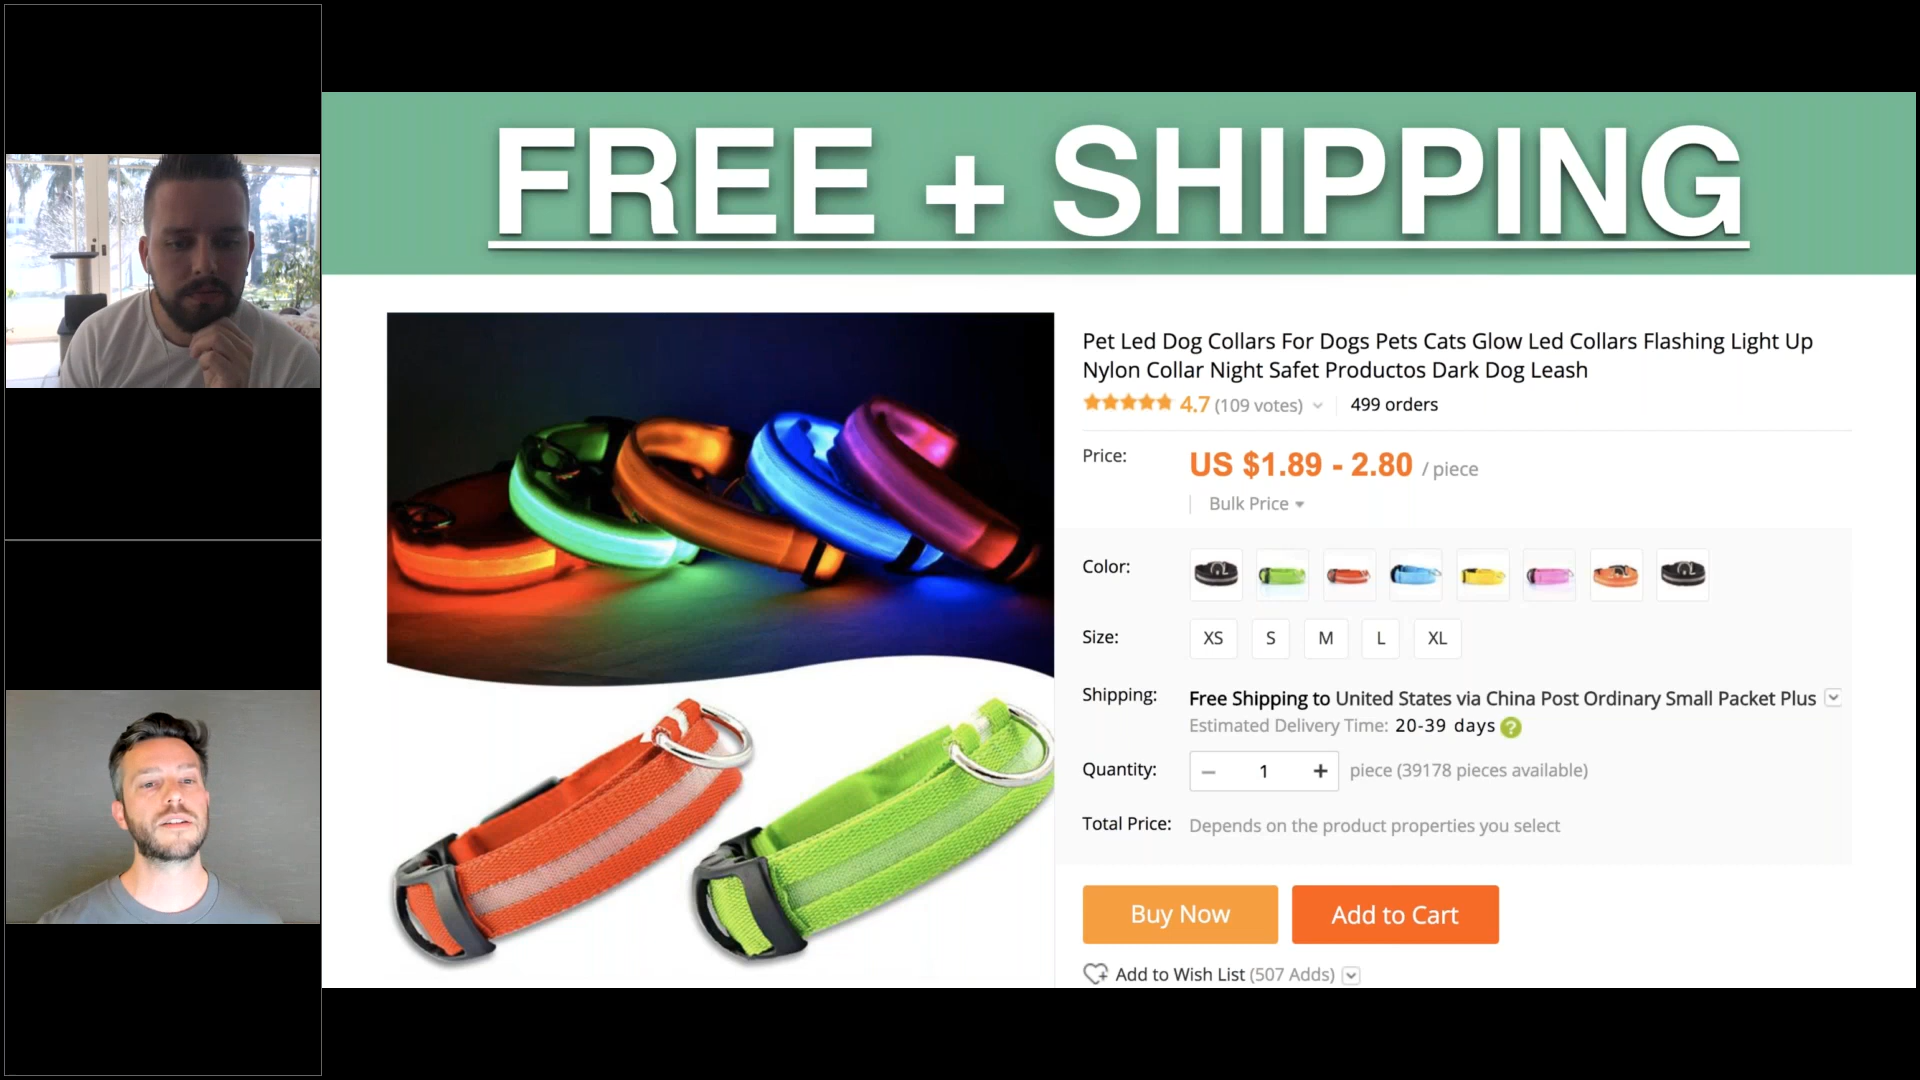 FREE + SHIPPING
Pet Led Dog Collars For Dogs Pets Cats Glow Led Collars Flashing Light Up
Nylon Collar Night Safet Productos Dark Dog Leash
4.7 (109 votes) 499 orders
Price: US $1.89 - 2.80 / piece
Bulk Price
Color:
Size: XS S M L XL
Shipping: Free Shipping to United States via China Post Ordinary Small Packet Plus
Estimated Delivery Time: 20-39 days ?
Quantity: − 1 + piece (39178 pieces available)
Total Price: Depends on the product properties you select
Buy Now Add to Cart
Add to Wish List (507 Adds)